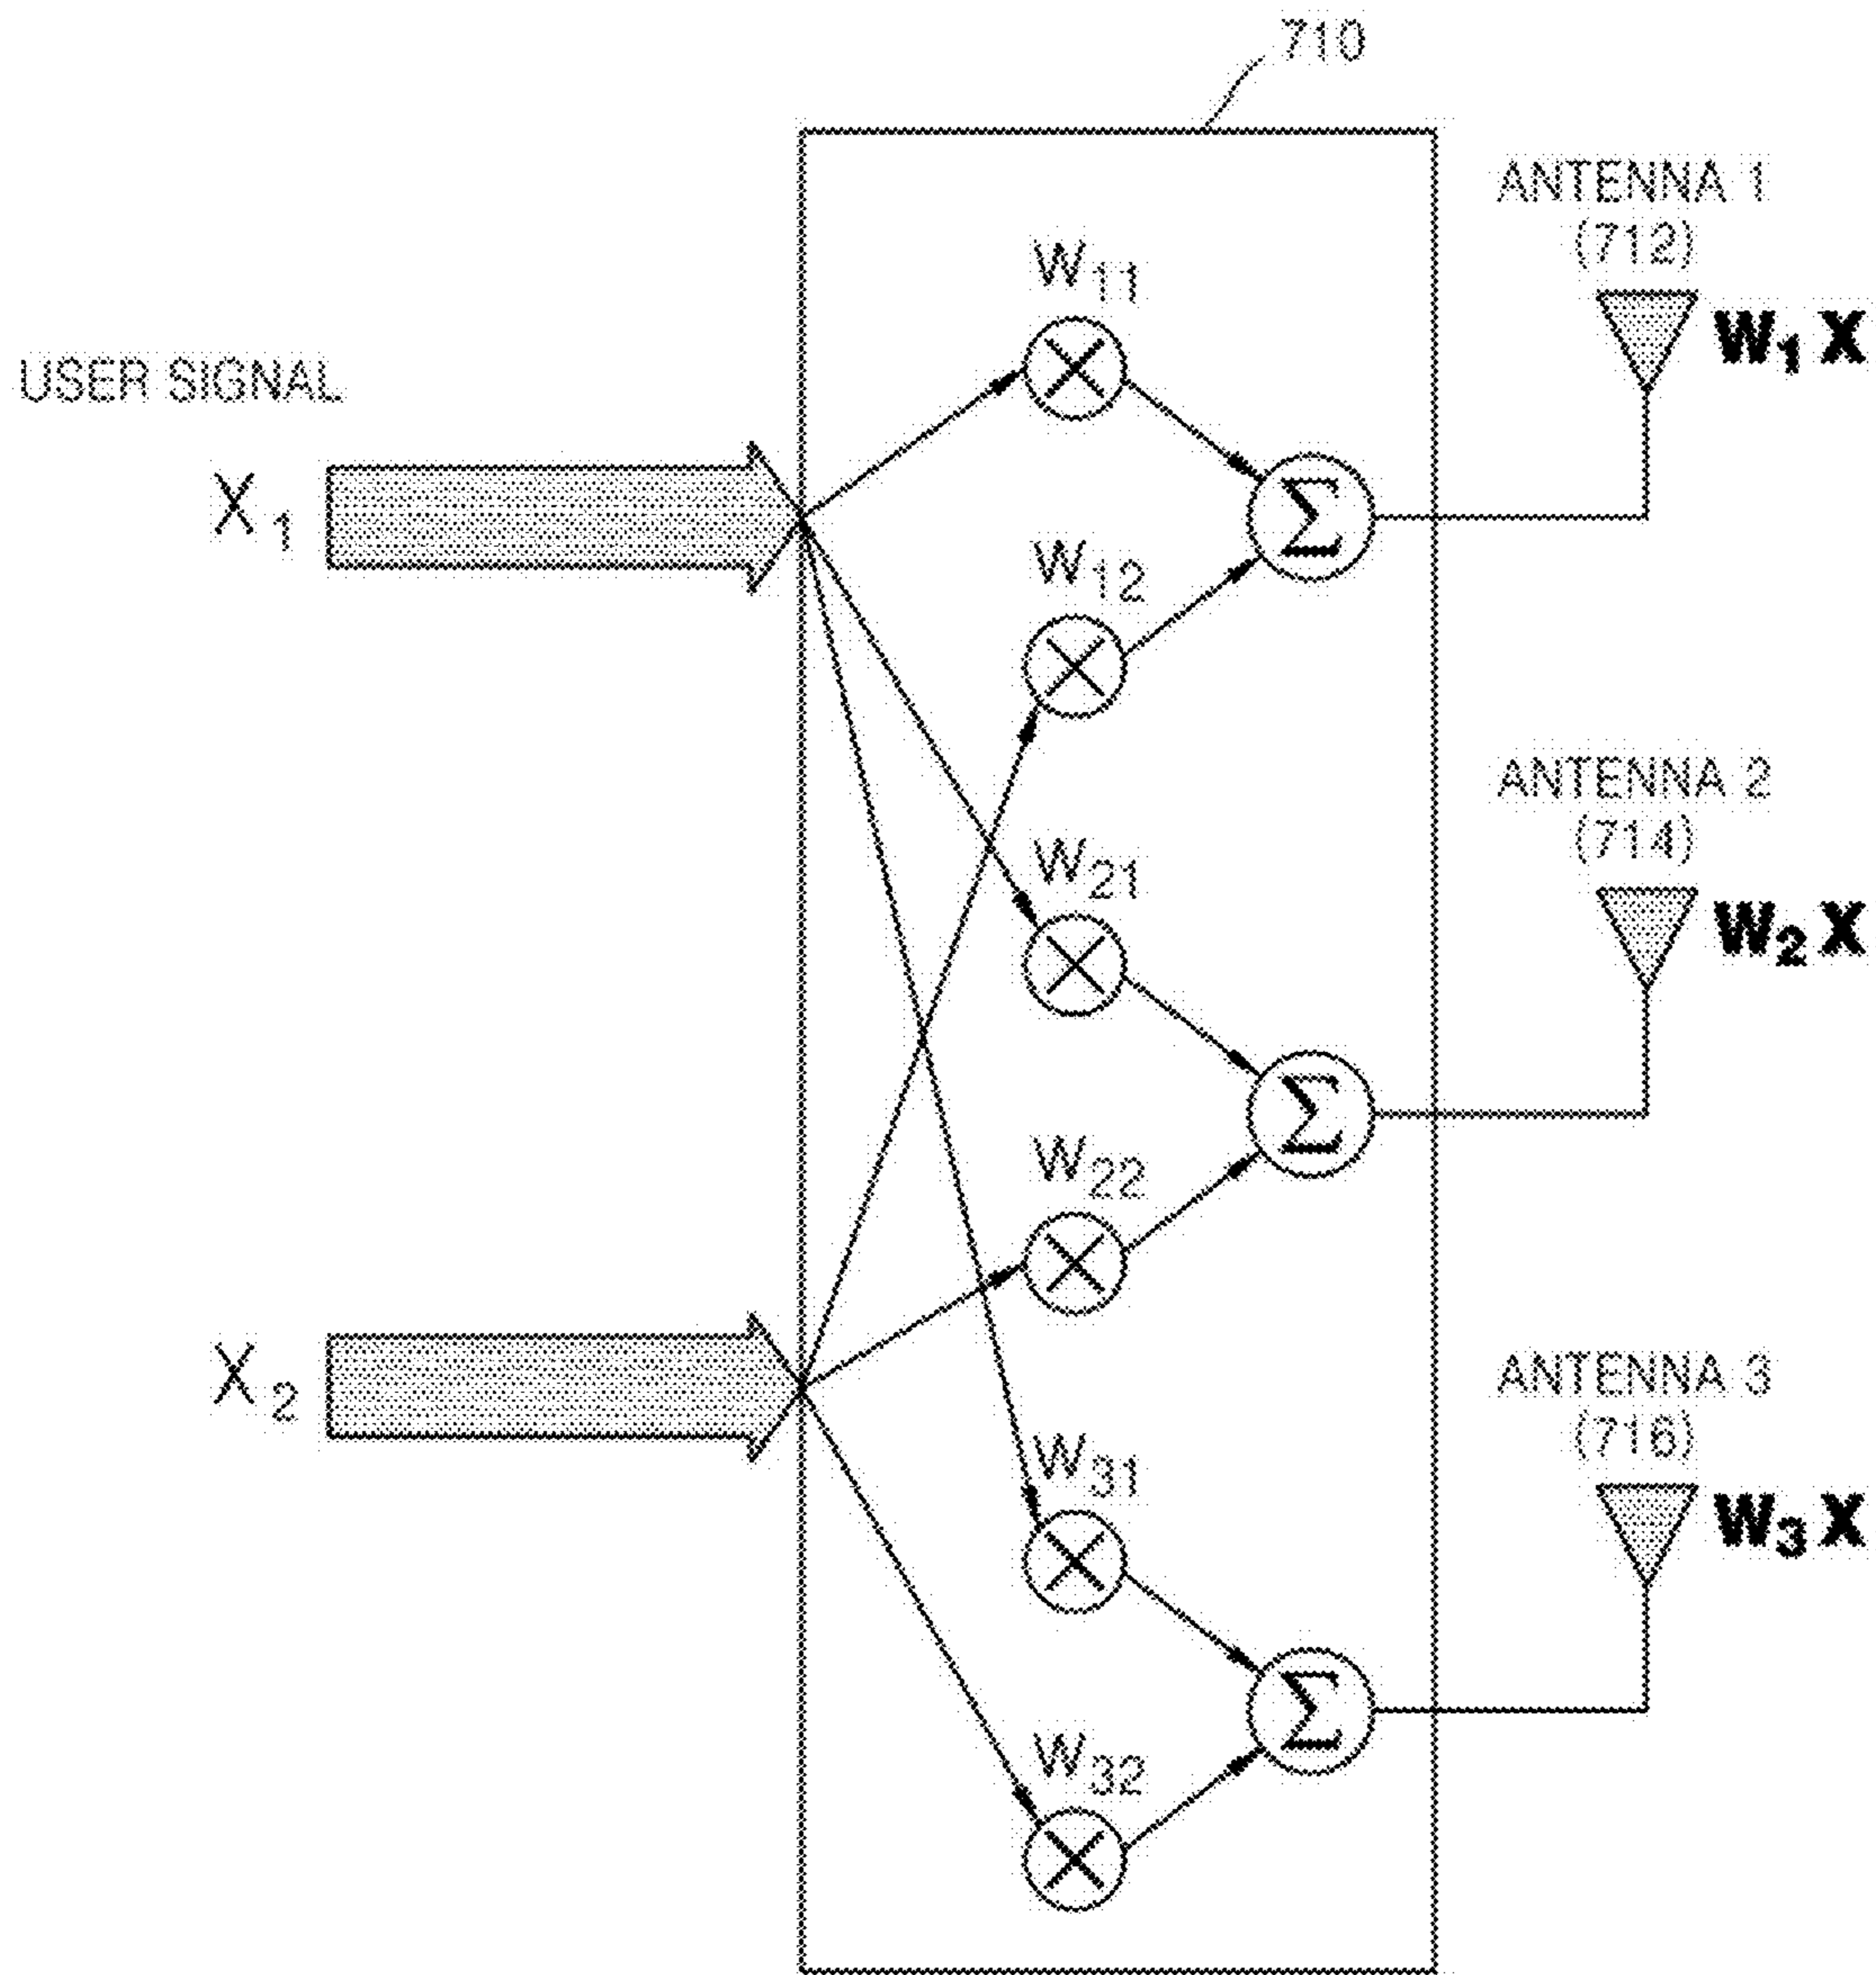 710
ANTENNA 1
(712)
W₁ X
W₁₁
USER SIGNAL
X₁
Σ
W₁₂
ANTENNA 2
(714)
W₂ X
W₂₁
Σ
W₂₂
X₂
ANTENNA 3
(716)
W₃ X
W₃₁
Σ
W₃₂